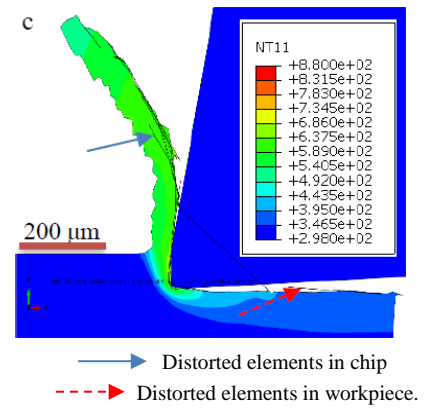 c
NT11
+8.800e+02
+8.315e+02
+7.830e+02
+7.345e+02
+6.860e+02
+6.375e+02
+5.890e+02
+5.405e+02
+4.920e+02
+4.435e+02
+3.950e+02
+3.465e+02
+2.980e+02
200 μm
Distorted elements in chip
Distorted elements in workpiece.